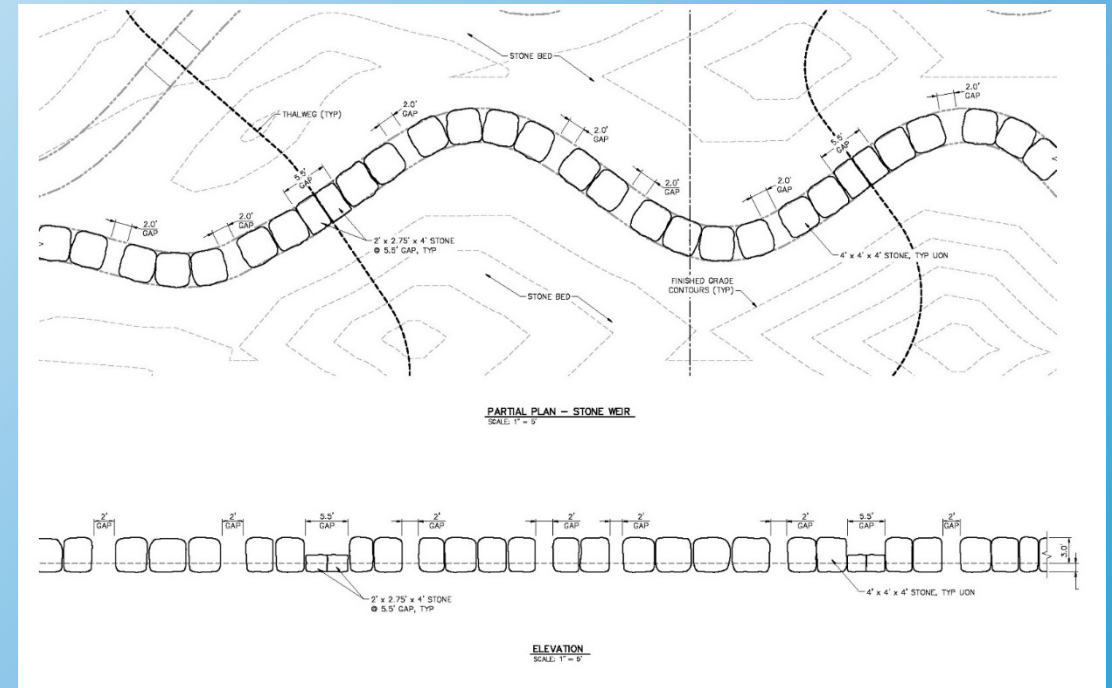 STONE BED
THALWEG (TYP)
2.0'
GAP
2.0'
GAP
2.0'
GAP
5.5'
GAP
5.5'
GAP
2.0'
GAP
2.0'
GAP
2.0'
GAP
2.0'
GAP
2' x 2.75' x 4' STONE
@ 5.5' GAP, TYP
4' x 4' x 4' STONE, TYP UON
FINISHED GRADE
CONTOURS (TYP)
STONE BED
PARTIAL PLAN – STONE WEIR
SCALE: 1" = 5'
2'
GAP
2'
GAP
5.5'
GAP
2'
GAP
2'
GAP
2'
GAP
2'
GAP
5.5'
GAP
2'
GAP
3.0'
2' x 2.75' x 4' STONE
@ 5.5' GAP, TYP
4' x 4' x 4' STONE, TYP UON
ELEVATION
SCALE: 1" = 5'